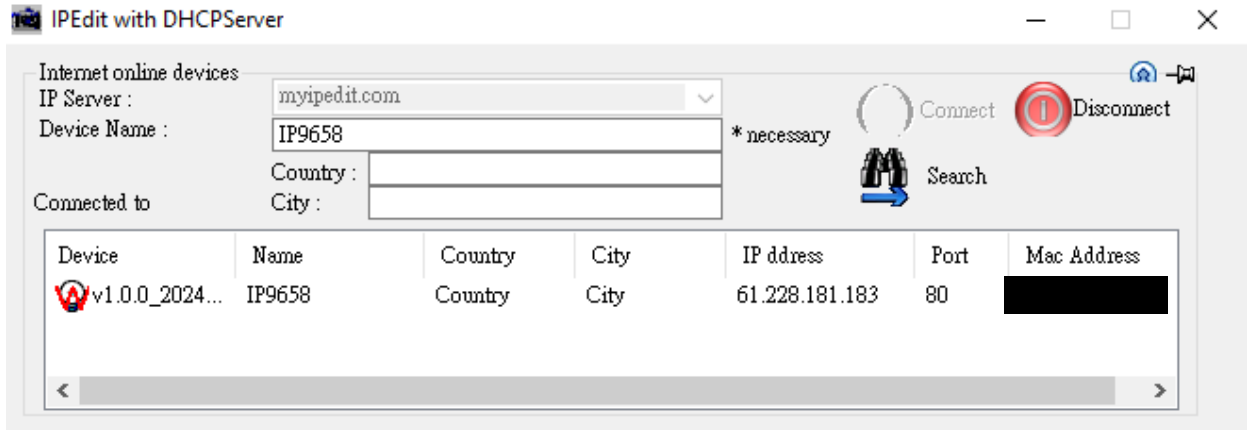 IPEdit with DHCPServer
Internet online devices
IP Server : myipedit.com Connect Disconnect
Device Name : IP9658 * necessary
Country : Search
Connected to City :
Device Name Country City IP ddress Port Mac Address
v1.0.0_2024... IP9658 Country City 61.228.181.183 80